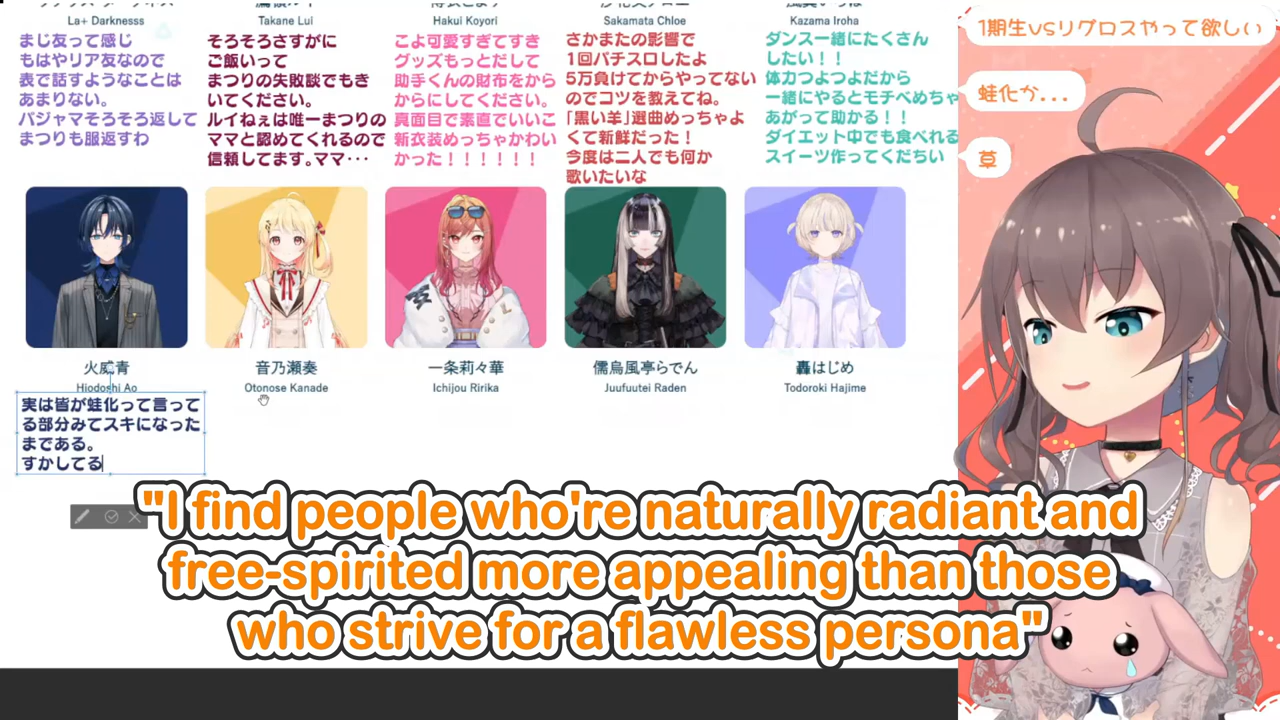 La+ Darknesss
まじ友って感じ
もはやリア友なので
表で話すようなことは
あまりない。
パジャマそろそろ返して
まつりも服返すわ
Takane Lui
そろそろさすがに
ご飯いって
まつりの失敗談でもき
いてください。
ルイねぇは唯一まつりの
ママと認めてくれるので
信頼してます。ママ・・・
Hakui Koyori
こよ可愛すぎてすき
グッズもっとだして
助手くんの財布をから
からにしてください。
真面目で素直でいいこ
新衣装めっちゃかわい
かった！！！！！！
Sakamata Chloe
さかまたの影響で
1回パチスロしたよ
5万負けてからやってない
のでコツを教えてね。
「黒い羊」選曲めっちゃよ
くて新鮮だった！
今度は二人でも何か
歌いたいな
Kazama Iroha
ダンス一緒にたくさん
したい！！
体力つよつよだから
一緒にやるとモチベめちゃ
あがって助かる！！
ダイエット中でも食べれる
スイーツ作ってくだちい
火威青
Hiodoshi Ao
実は皆が蛙化って言って
る部分みてスキになった
まである。
すかしてる
音乃瀬奏
Otonose Kanade
一条莉々華
Ichijou Ririka
儒烏風亭らでん
Juufuutei Raden
轟はじめ
Todoroki Hajime
1期生vsリグロスやって欲しい
蛙化か...
草
"I find people who're naturally radiant and
free-spirited more appealing than those
who strive for a flawless persona"